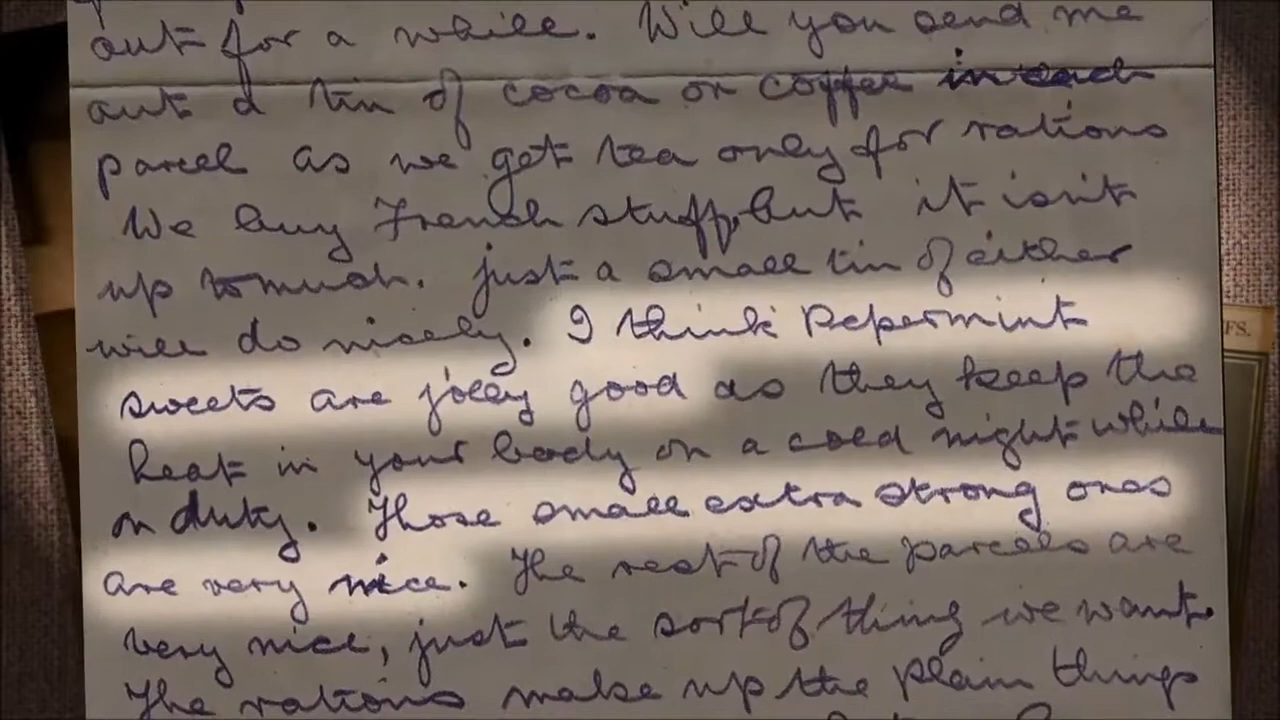 out for a while. Will you send me
out a tin of cocoa or coffee in each
parcel as we get tea only for rations
We buy French stuff, but it isn't
up to much. just a small tin of either
will do nicely. I think Pepermint
sweets are jolly good as they keep the
heat in your body on a cold night while
on duty. Those small extra strong ones
are very nice. The rest of the parcels are
very nice, just the sort of thing we want.
The rations make up the plain things
FS.